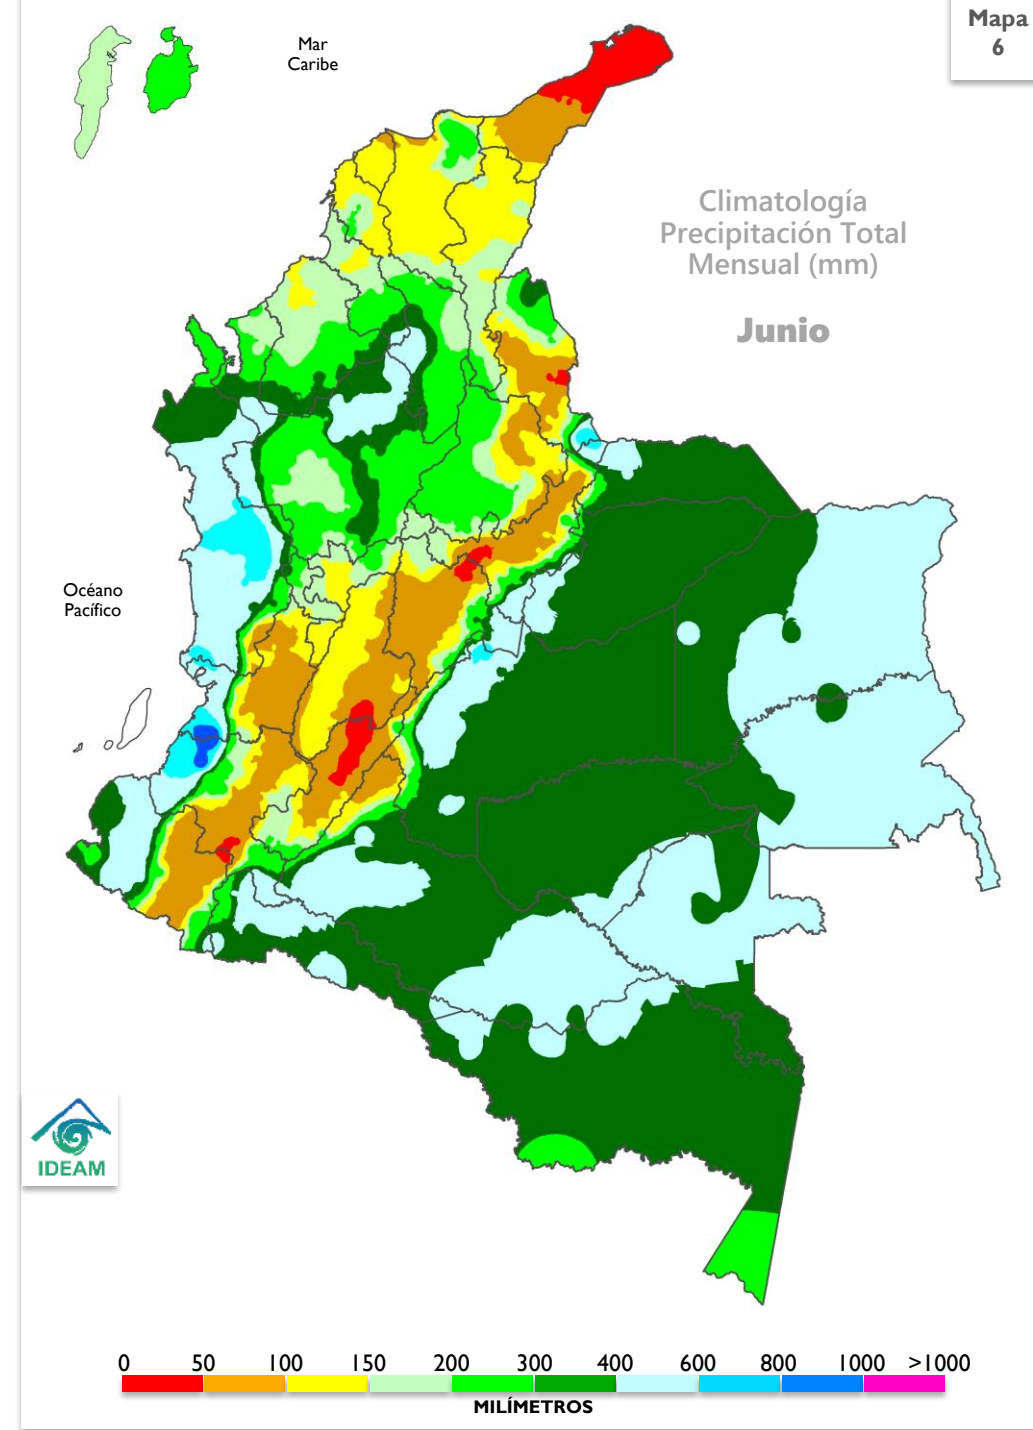 Mapa
6
Mar
Caribe
Climatología
Precipitación Total
Mensual (mm)
Junio
Océano
Pacífico
IDEAM
0 50 100 150 200 300 400 600 800 1000 >1000
MILÍMETROS